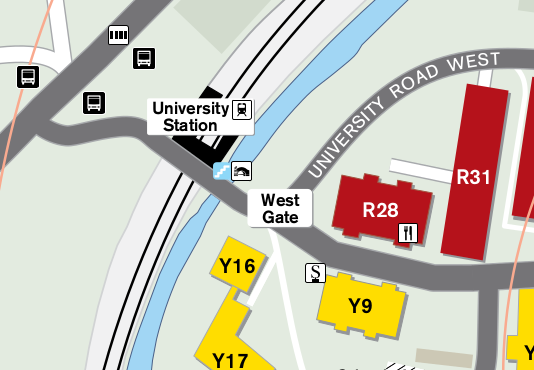 University
Station
UNIVERSITY ROAD WEST
R31
West
Gate
R28
Y16
S
Y9
Y17
Y